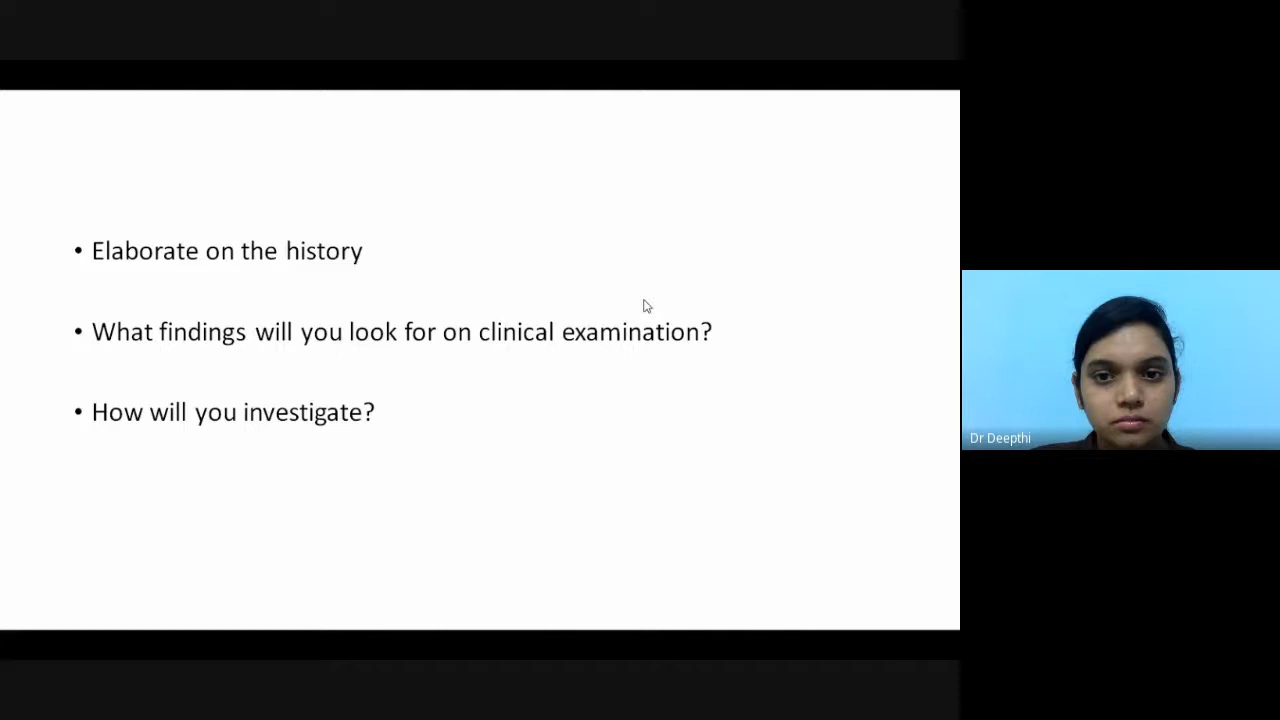 • Elaborate on the history
• What findings will you look for on clinical examination?
• How will you investigate?
Dr Deepthi